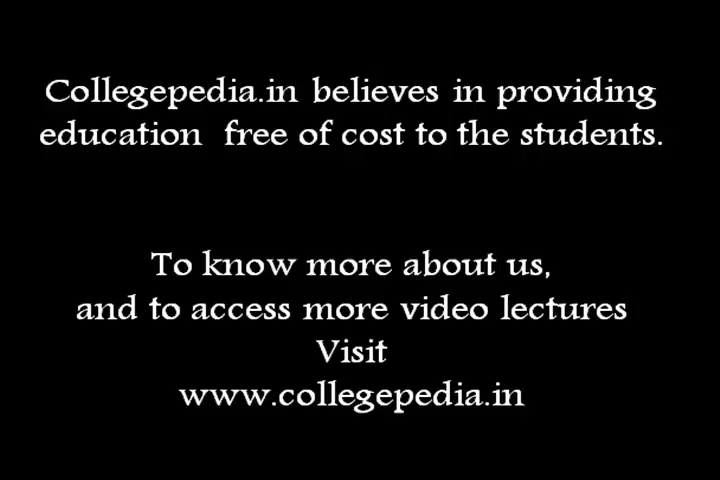 Collegepedia.in believes in providing
education  free of cost to the students.
To know more about us,
and to access more video lectures
Visit
www.collegepedia.in